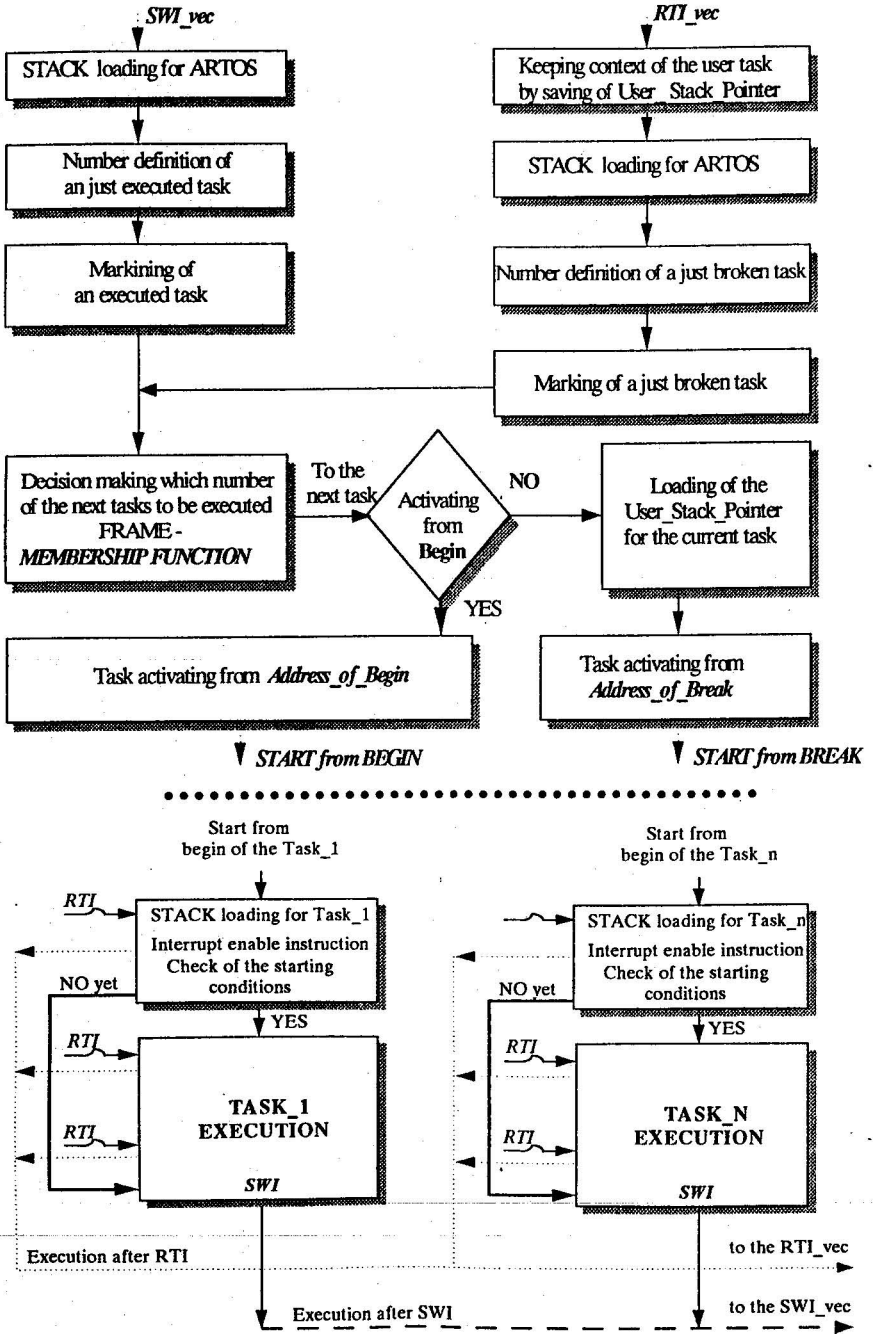 SWI_vec
RTI_vec
STACK loading for ARTOS
Keeping context of the user task
by saving of User_Stack_Pointer
Number definition of
an just executed task
STACK loading for ARTOS
Markining of
an executed task
Number definition of a just broken task
Marking of a just broken task
Decision making which number
of the next tasks to be executed
FRAME -
MEMBERSHIP FUNCTION
To the
next task
Activating
from
Begin
NO
YES
Loading of the
User_Stack_Pointer
for the current task
Task activating from Address_of_Begin
Task activating from
Address_of_Break
START from BEGIN
START from BREAK
Start from
begin of the Task_1
RTI
STACK loading for Task_1
Interrupt enable instruction
Check of the starting
conditions
NO yet
YES
RTI
TASK_1
EXECUTION
RTI
SWI
Start from
begin of the Task_n
STACK loading for Task_n
Interrupt enable instruction
Check of the starting
conditions
NO yet
YES
RTI
TASK_N
EXECUTION
RTI
SWI
Execution after RTI
to the RTI_vec
Execution after SWI
to the SWI_vec